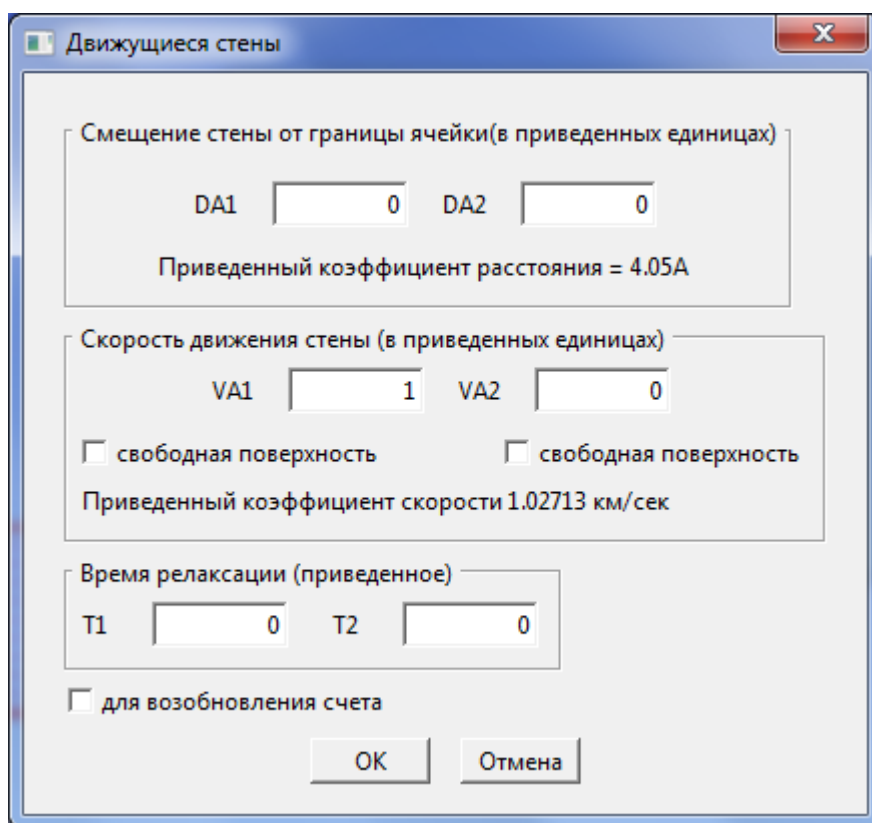 Движущиеся стены
Смещение стены от границы ячейки(в приведенных единицах)
DA1 0 DA2 0
Приведенный коэффициент расстояния = 4.05A
Скорость движения стены (в приведенных единицах)
VA1 1 VA2 0
свободная поверхность свободная поверхность
Приведенный коэффициент скорости 1.02713 км/сек
Время релаксации (приведенное)
T1 0 T2 0
для возобновления счета
OK Отмена